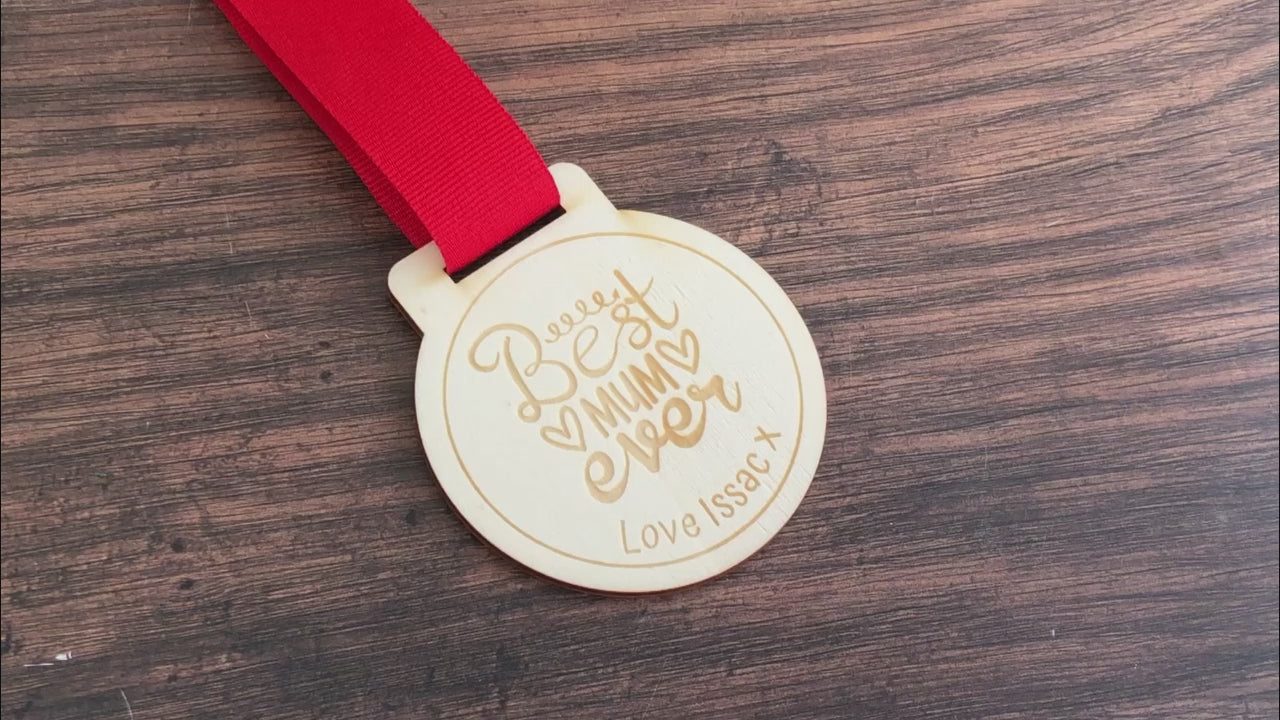 Best
MUM
ever
Love Issac x